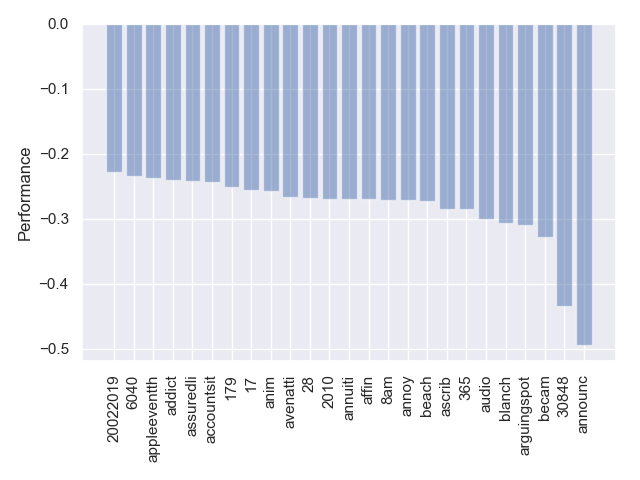 0.0
−0.1
−0.2
−0.3
−0.4
−0.5
Performance
20022019
6040
appleeventth
addict
assuredli
accountsit
179
17
anim
avenatti
28
2010
annuiti
affin
8am
annoy
beach
ascrib
365
audio
blanch
arguingspot
becam
30848
announc